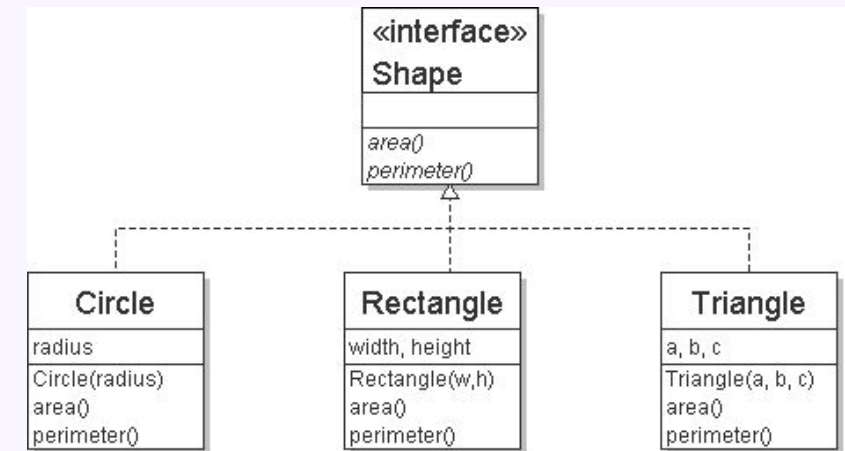 «interface»
Shape
area()
perimeter()
Circle
radius
Circle(radius)
area()
perimeter()
Rectangle
width, height
Rectangle(w,h)
area()
perimeter()
Triangle
a, b, c
Triangle(a, b, c)
area()
perimeter()